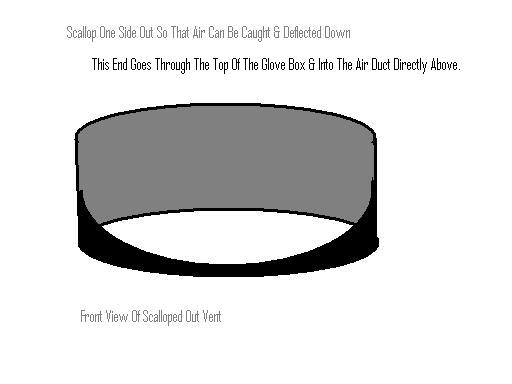 Scallop One Side Out So That Air Can Be Caught & Deflected Down
This End Goes Through The Top Of The Glove Box & Into The Air Duct Directly Above.
Front View Of Scalloped Out Vent